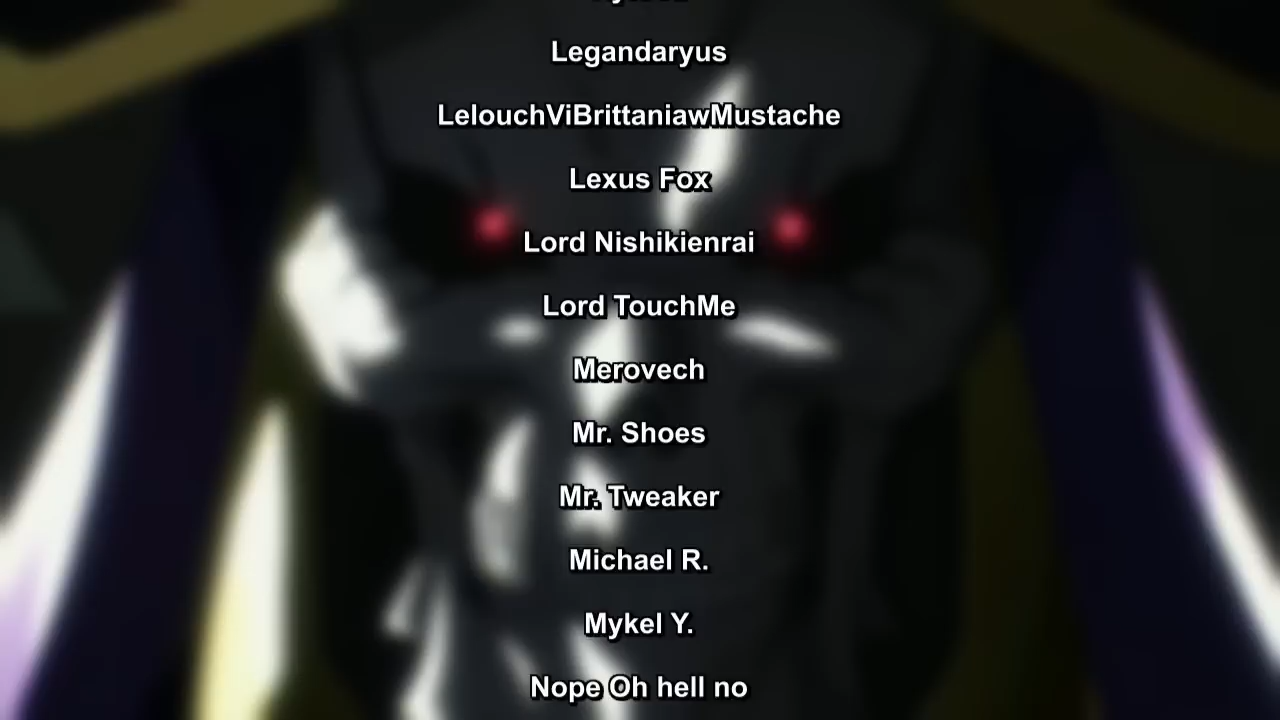 Legandaryus
LelouchViBrittaniawMustache
Lexus Fox
Lord Nishikienrai
Lord TouchMe
Merovech
Mr. Shoes
Mr. Tweaker
Michael R.
Mykel Y.
Nope Oh hell no